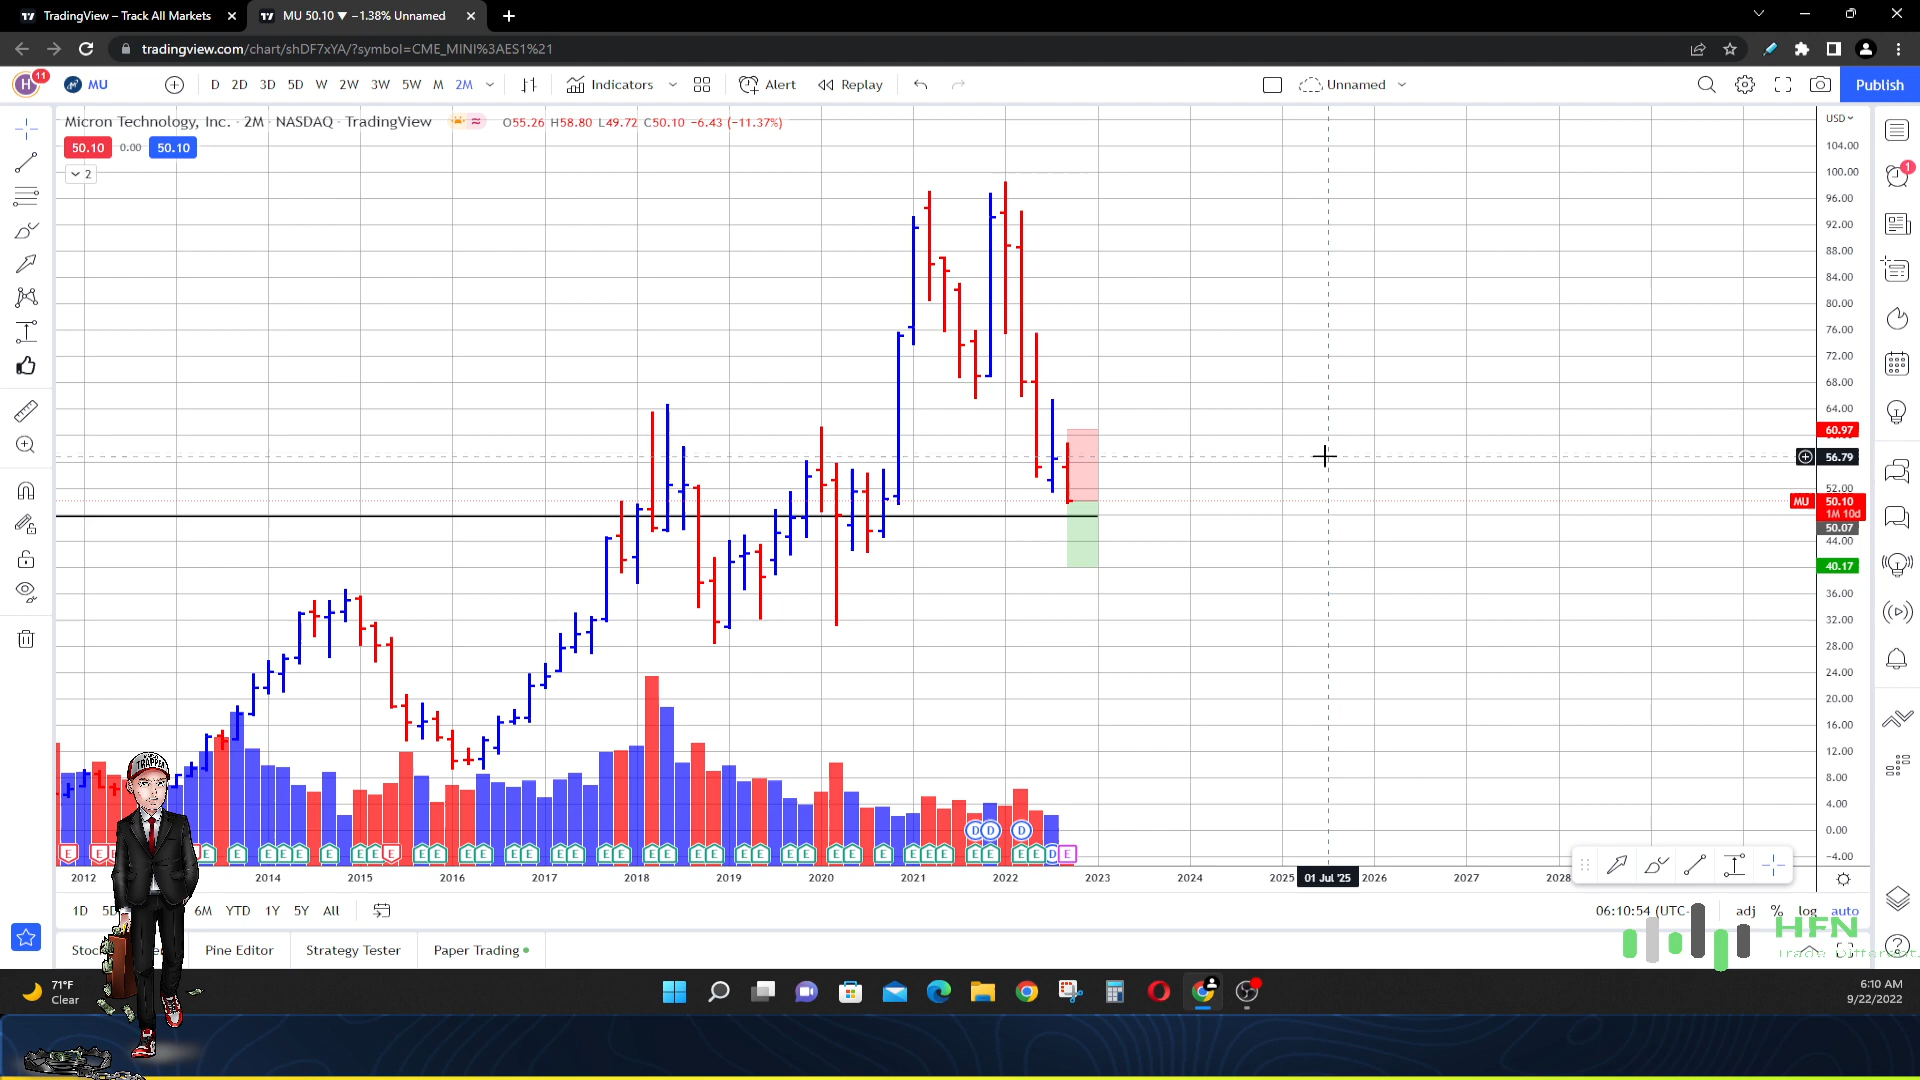 TradingView – Track All Markets
MU 50.10 ▼ −1.38% Unnamed
tradingview.com/chart/shDF7xYA/?symbol=CME_MINI%3AES1%21
H 11
MU
D 2D 3D 5D W 2W 3W 5W M 2M
Indicators
Alert
Replay
Unnamed
Publish
Micron Technology, Inc. · 2M · NASDAQ · TradingView
O55.26 H58.80 L49.72 C50.10 −6.43 (−11.37%)
50.10 0.00 50.10
2
USD
104.00
100.00
96.00
92.00
88.00
84.00
80.00
76.00
72.00
68.00
64.00
60.97
56.79
52.00
MU 50.10
1M 10d
50.07
44.00
40.17
36.00
32.00
28.00
24.00
20.00
16.00
12.00
8.00
4.00
0.00
−4.00
1
TRAPPER
D D D
E E E E E E E E E E E E E E E E E E E E E E E E E E E E E E E E E E D E
2012 2014 2015 2016 2017 2018 2019 2020 2021 2022 2023 2024 2025 01 Jul '25 2026 2027 2028
1D 5D 6M YTD 1Y 5Y All
06:10:54 (UTC-
adj % log auto
Pine Editor Strategy Tester Paper Trading
HFN
Trade Different.
71°F
Clear
6:10 AM
9/22/2022